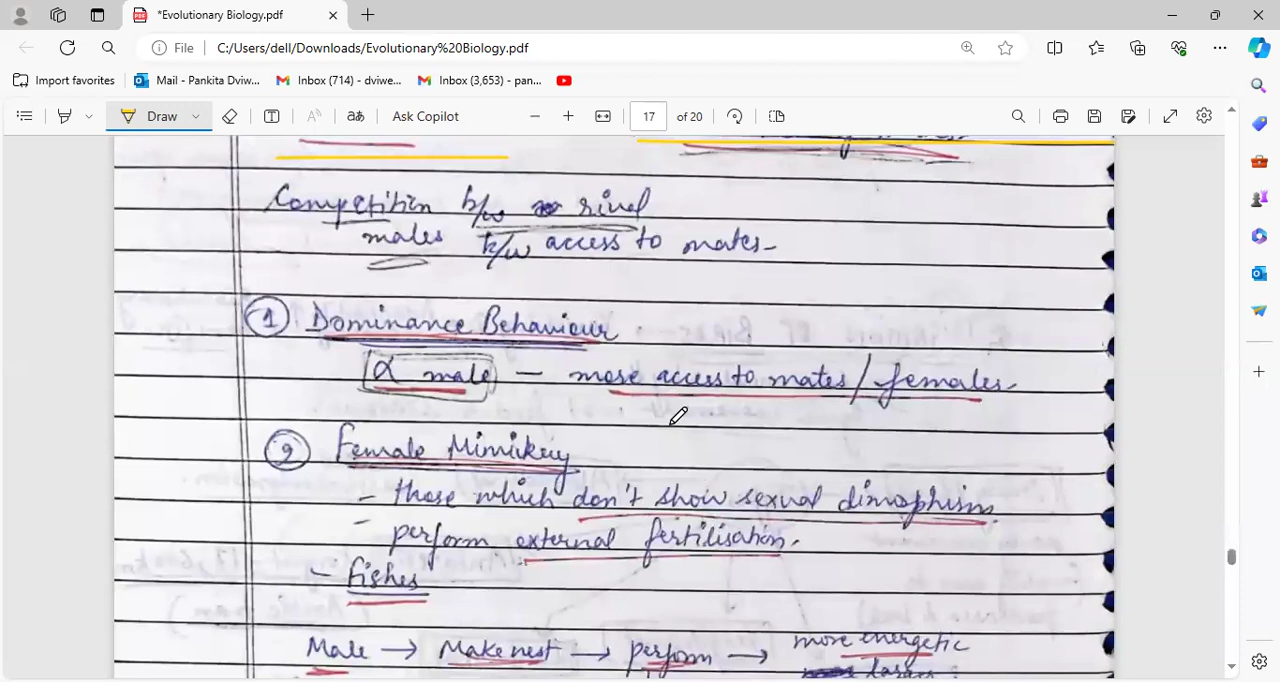 *Evolutionary Biology.pdf
File C:/Users/dell/Downloads/Evolutionary%20Biology.pdf
Import favorites Mail - Pankita Dviw... Inbox (714) - dviwe... Inbox (3,653) - pan...
Draw Ask Copilot 17 of 20
Competition b/w rival
males b/w access to mates-
① Dominance Behaviour
α male - more access to mates/females.
② Female Mimikry
- those which don't show sexual dimophism.
- perform external fertilisation.
- fishes
Male → Make nest → perform → more energetic